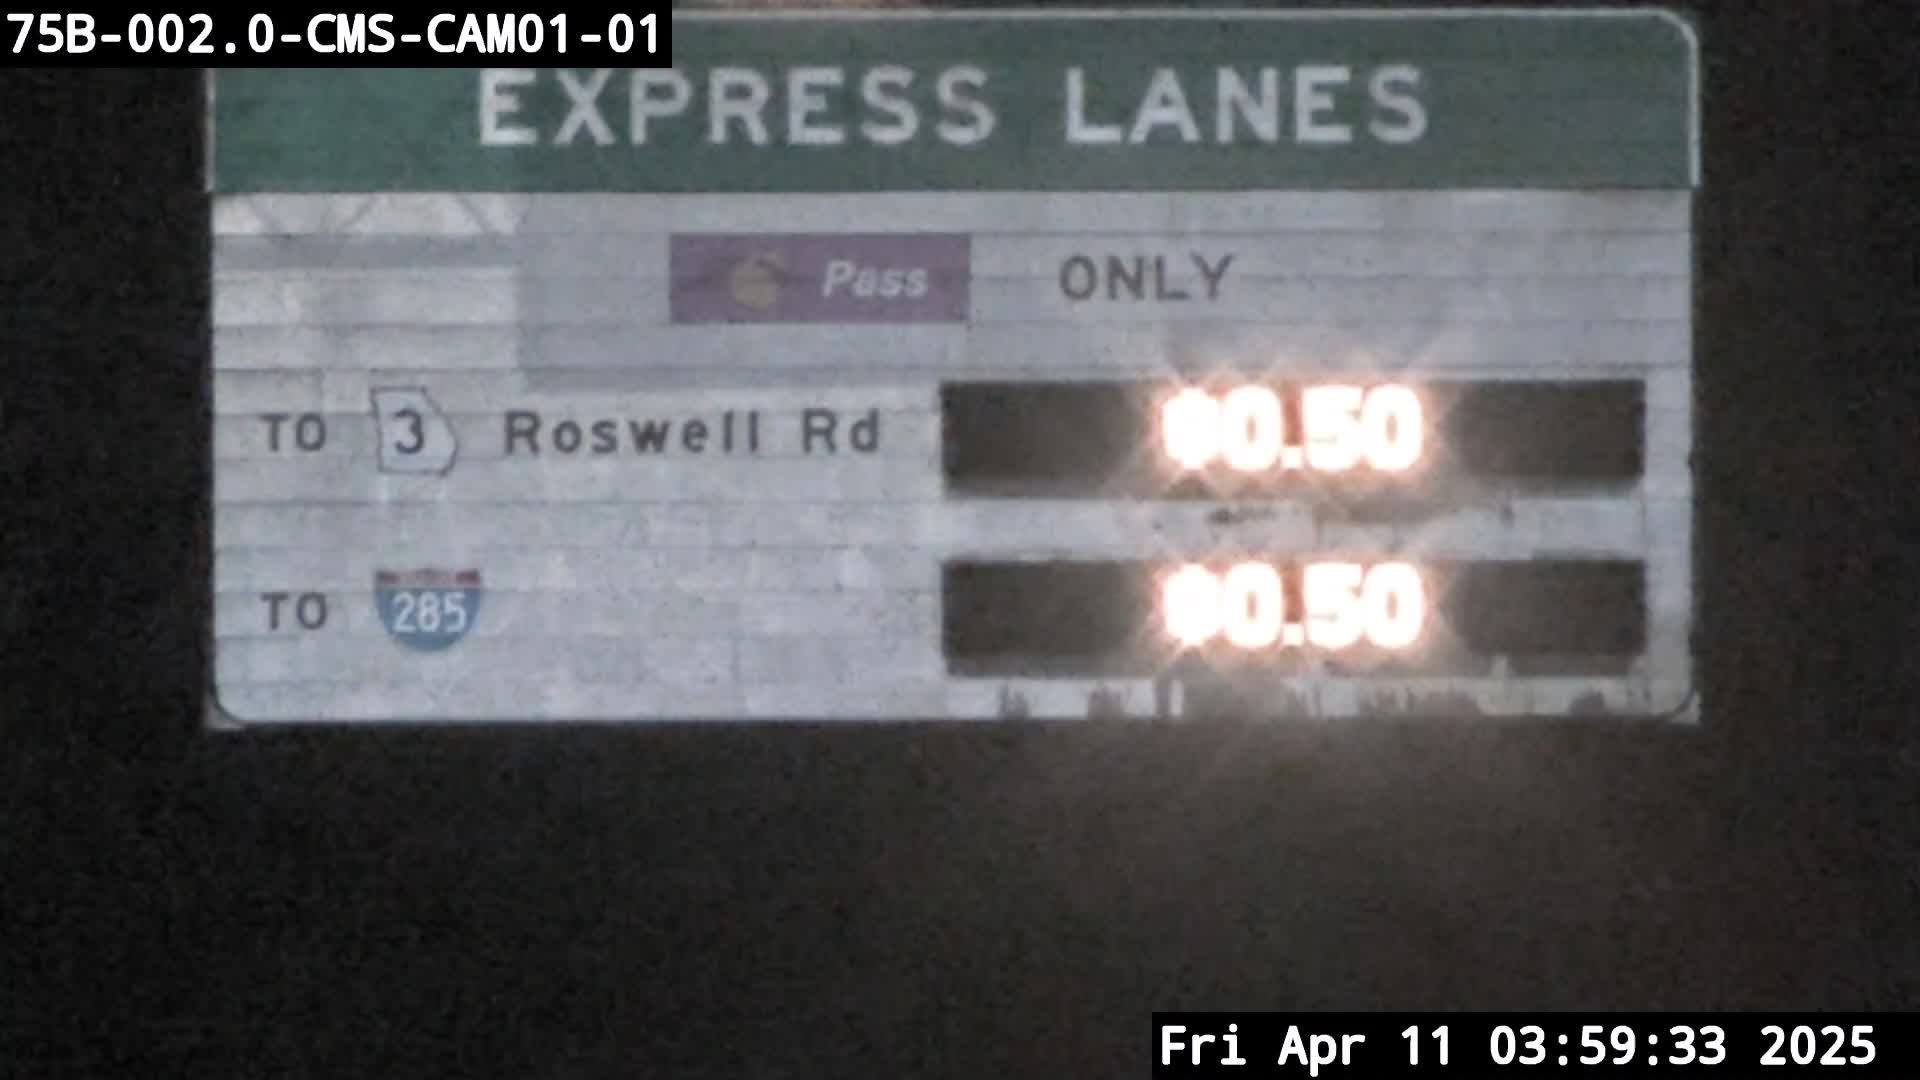 75B-002.0-CMS-CAM01-01
EXPRESS LANES
Pass ONLY
TO 3 Roswell Rd $0.50
TO 285 $0.50
Fri Apr 11 03:59:33 2025